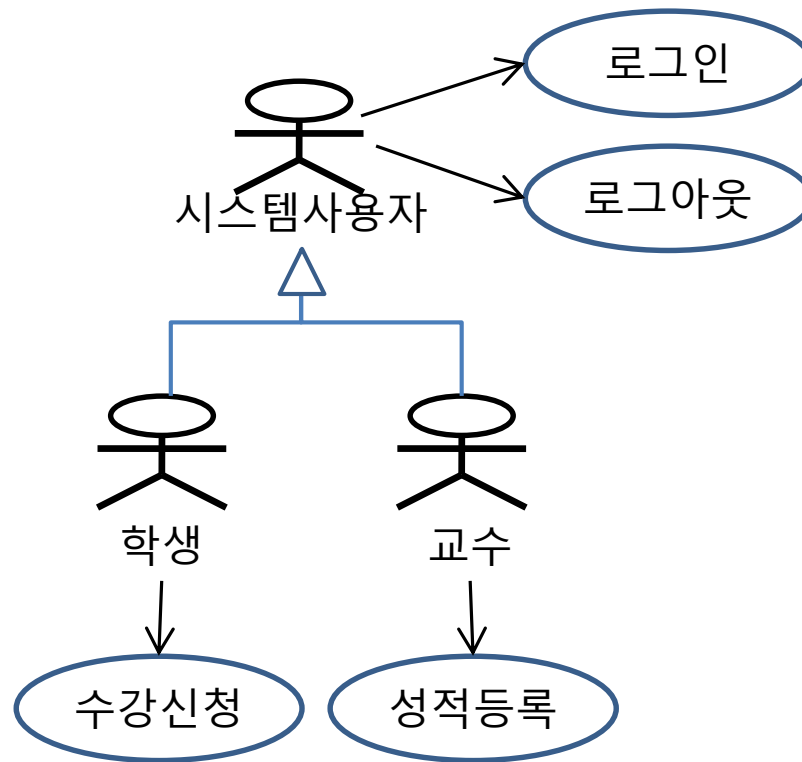 로그인
로그아웃
시스템사용자
학생
교수
수강신청
성적등록